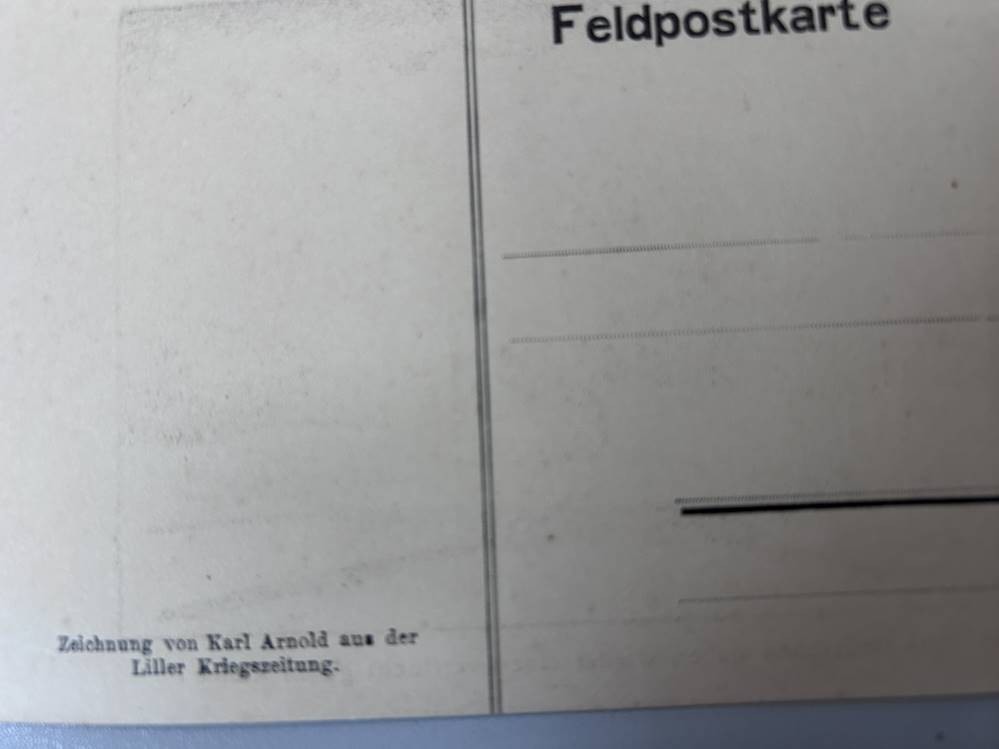 Feldpostkarte
Zeichnung von Karl Arnold aus der
Liller Kriegszeitung.